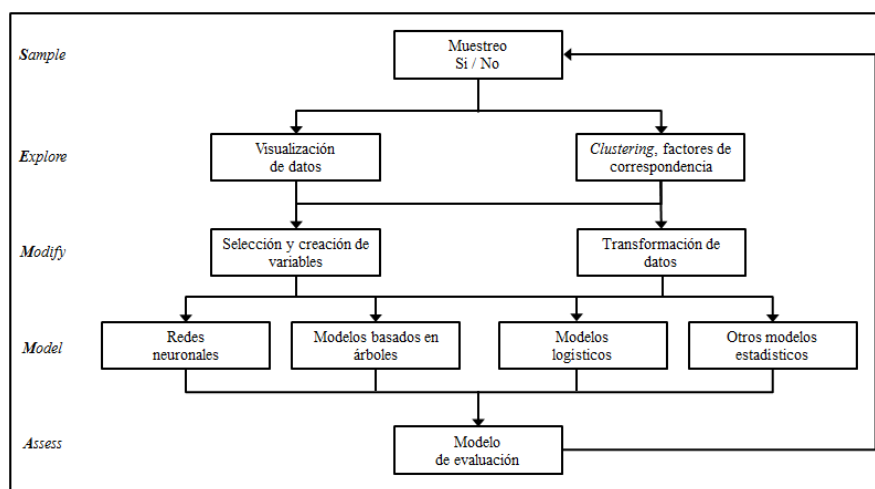 Sample
Muestreo
Si / No
Explore
Visualización
de datos
Clustering, factores de
correspondencia
Modify
Selección y creación de
variables
Transformación de
datos
Model
Redes
neuronales
Modelos basados en
árboles
Modelos
logísticos
Otros modelos
estadísticos
Assess
Modelo
de evaluación